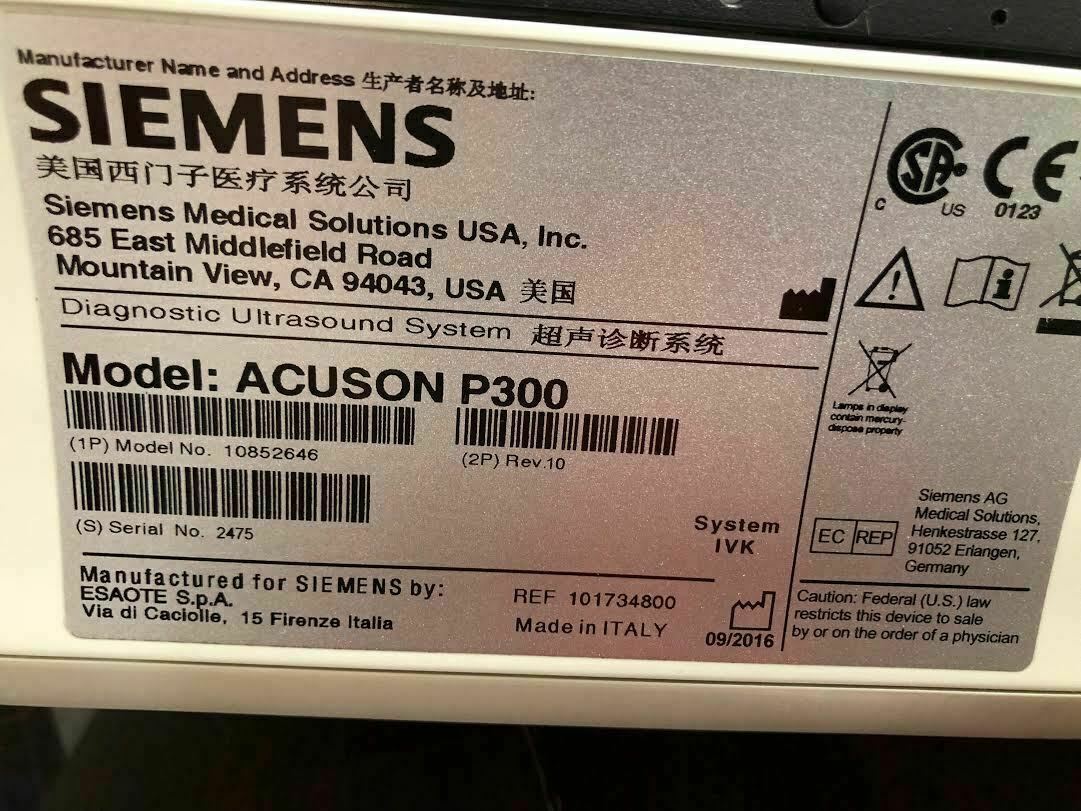 Manufacturer Name and Address 生产者名称及地址:
SIEMENS
美国西门子医疗系统公司
Siemens Medical Solutions USA, Inc.
685 East Middlefield Road
Mountain View, CA 94043, USA 美国
Diagnostic Ultrasound System 超声诊断系统
Model: ACUSON P300
(1P) Model No. 10852646
(2P) Rev.10
(S) Serial No. 2475
System
IVK
Manufactured for SIEMENS by:
ESAOTE S.p.A.
Via di Caciolle, 15 Firenze Italia
REF 101734800
Made in ITALY
09/2016
C SA US
CE
0123
i
Lamps in display
contain mercury-
dispose property
EC REP
Siemens AG
Medical Solutions,
Henkestrasse 127,
91052 Erlangen,
Germany
Caution: Federal (U.S.) law
restricts this device to sale
by or on the order of a physician